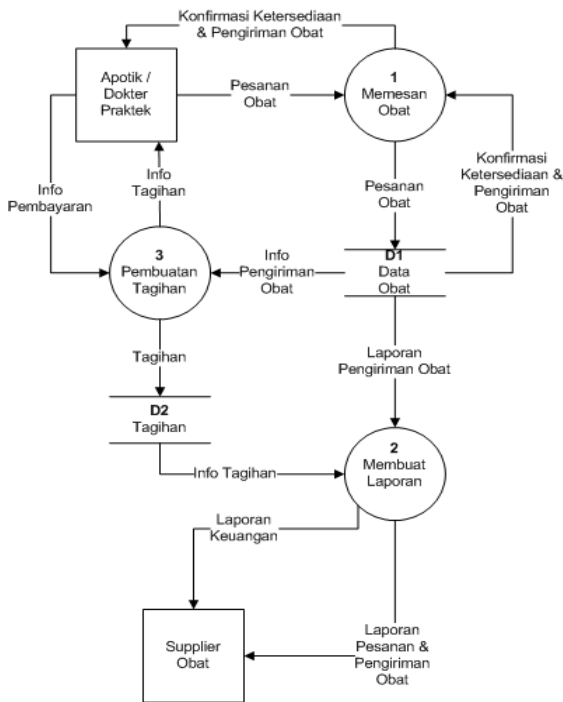 Konfirmasi Ketersediaan
& Pengiriman Obat
Apotik /
Dokter
Praktek
Pesanan
Obat
1
Memesan
Obat
Info
Pembayaran
Info
Tagihan
Pesanan
Obat
Konfirmasi
Ketersediaan &
Pengiriman
Obat
3
Pembuatan
Tagihan
Info
Pengiriman
Obat
D1
Data
Obat
Tagihan
Laporan
Pengiriman Obat
D2
Tagihan
Info Tagihan
2
Membuat
Laporan
Laporan
Keuangan
Supplier
Obat
Laporan
Pesanan &
Pengiriman
Obat